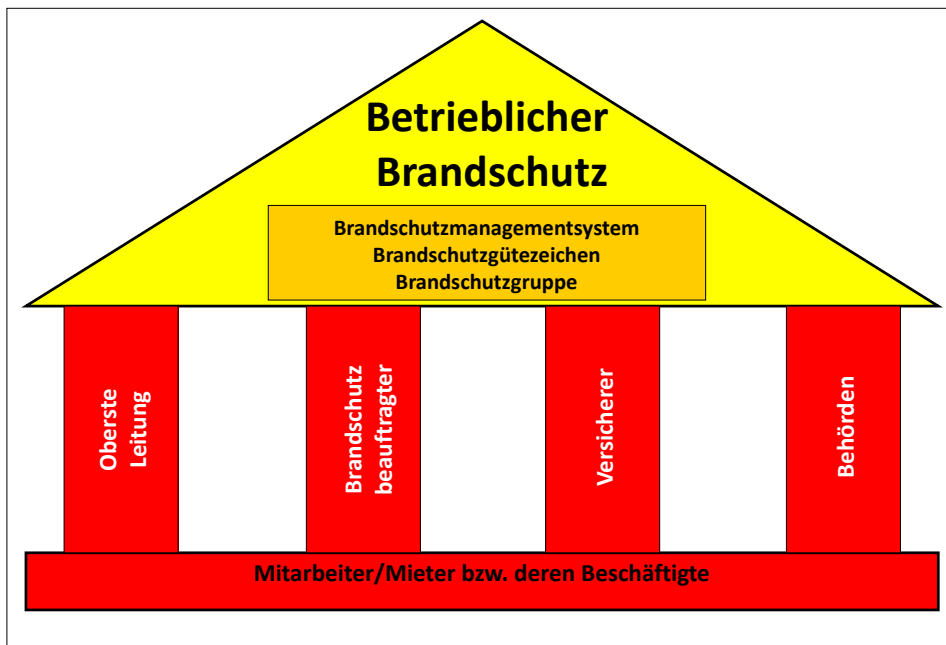 Betrieblicher
Brandschutz
Brandschutzmanagementsystem
Brandschutzgütezeichen
Brandschutzgruppe
Oberste
Leitung
Brandschutz
beauftragter
Versicherer
Behörden
Mitarbeiter/Mieter bzw. deren Beschäftigte